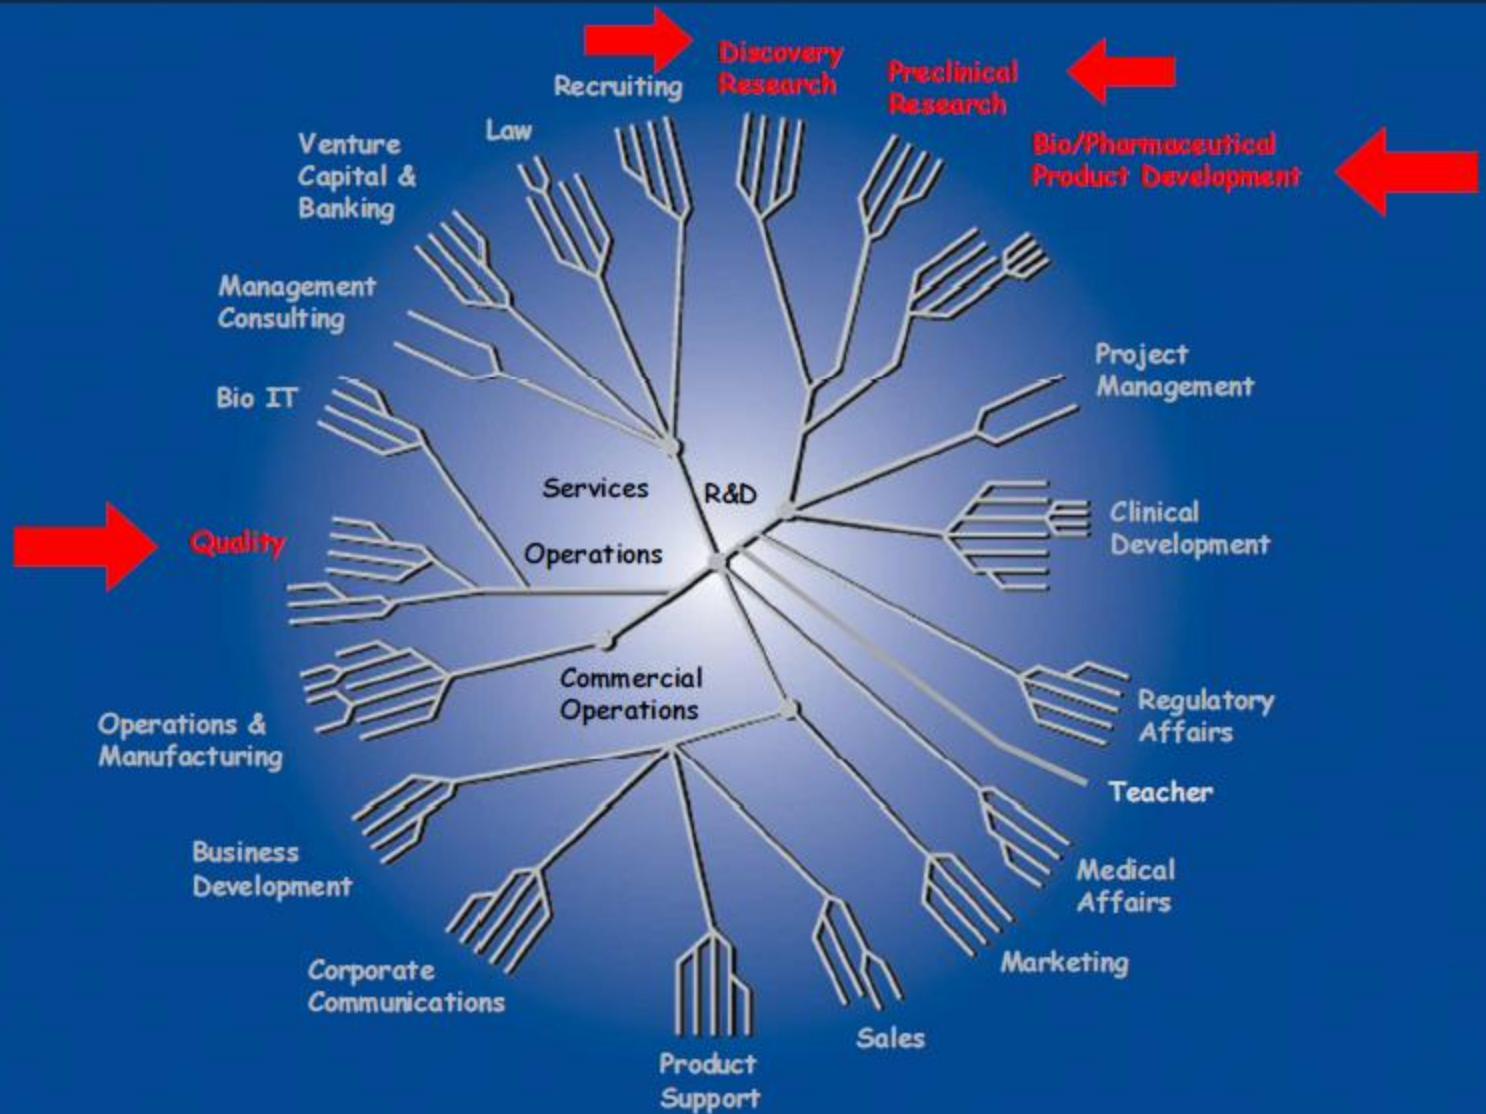 Discovery
Research
Preclinical
Research
Recruiting
Law
Bio/Pharmaceutical
Product Development
Venture
Capital &
Banking
Management
Consulting
Project
Management
Bio IT
Services
R&D
Clinical
Development
Quality
Operations
Commercial
Operations
Regulatory
Affairs
Operations &
Manufacturing
Teacher
Business
Development
Medical
Affairs
Corporate
Communications
Marketing
Sales
Product
Support